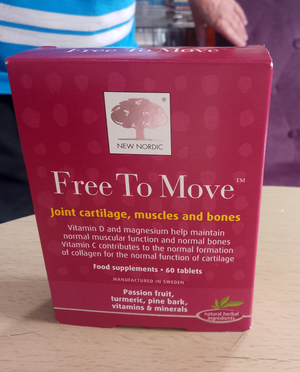 Free To Move
NEW NORDIC
Free To Move™
Joint cartilage, muscles and bones
Vitamin D and magnesium help maintain
normal muscular function and normal bones
Vitamin C contributes to the normal formation
of collagen for the normal function of cartilage
Food supplements • 60 tablets
MANUFACTURED IN SWEDEN
Passion fruit,
turmeric, pine bark,
vitamins & minerals
natural herbal
ingredients